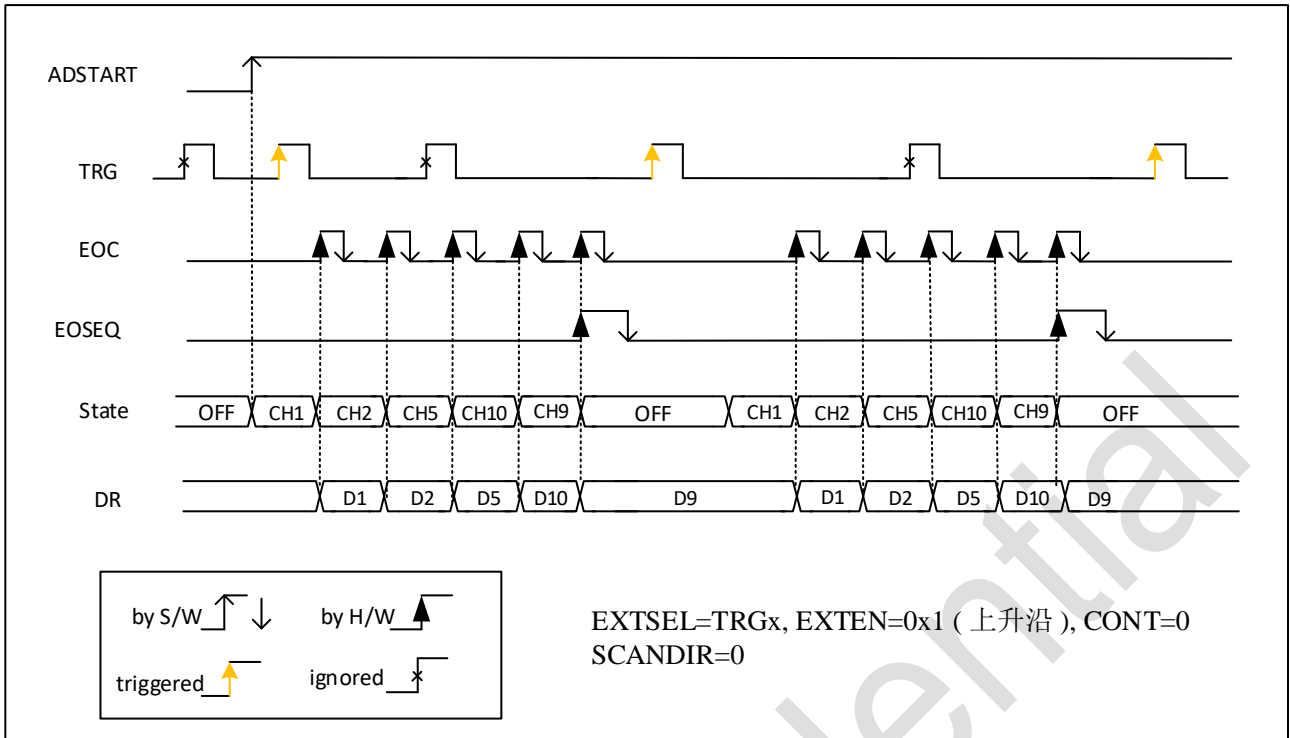 ADSTART
TRG
EOC
EOSEQ
State OFF CH1 CH2 CH5 CH10 CH9 OFF CH1 CH2 CH5 CH10 CH9 OFF
DR D1 D2 D5 D10 D9 D1 D2 D5 D10 D9
by S/W by H/W
triggered ignored
EXTSEL=TRGx, EXTEN=0x1 ( 上升沿 ), CONT=0
SCANDIR=0
dential